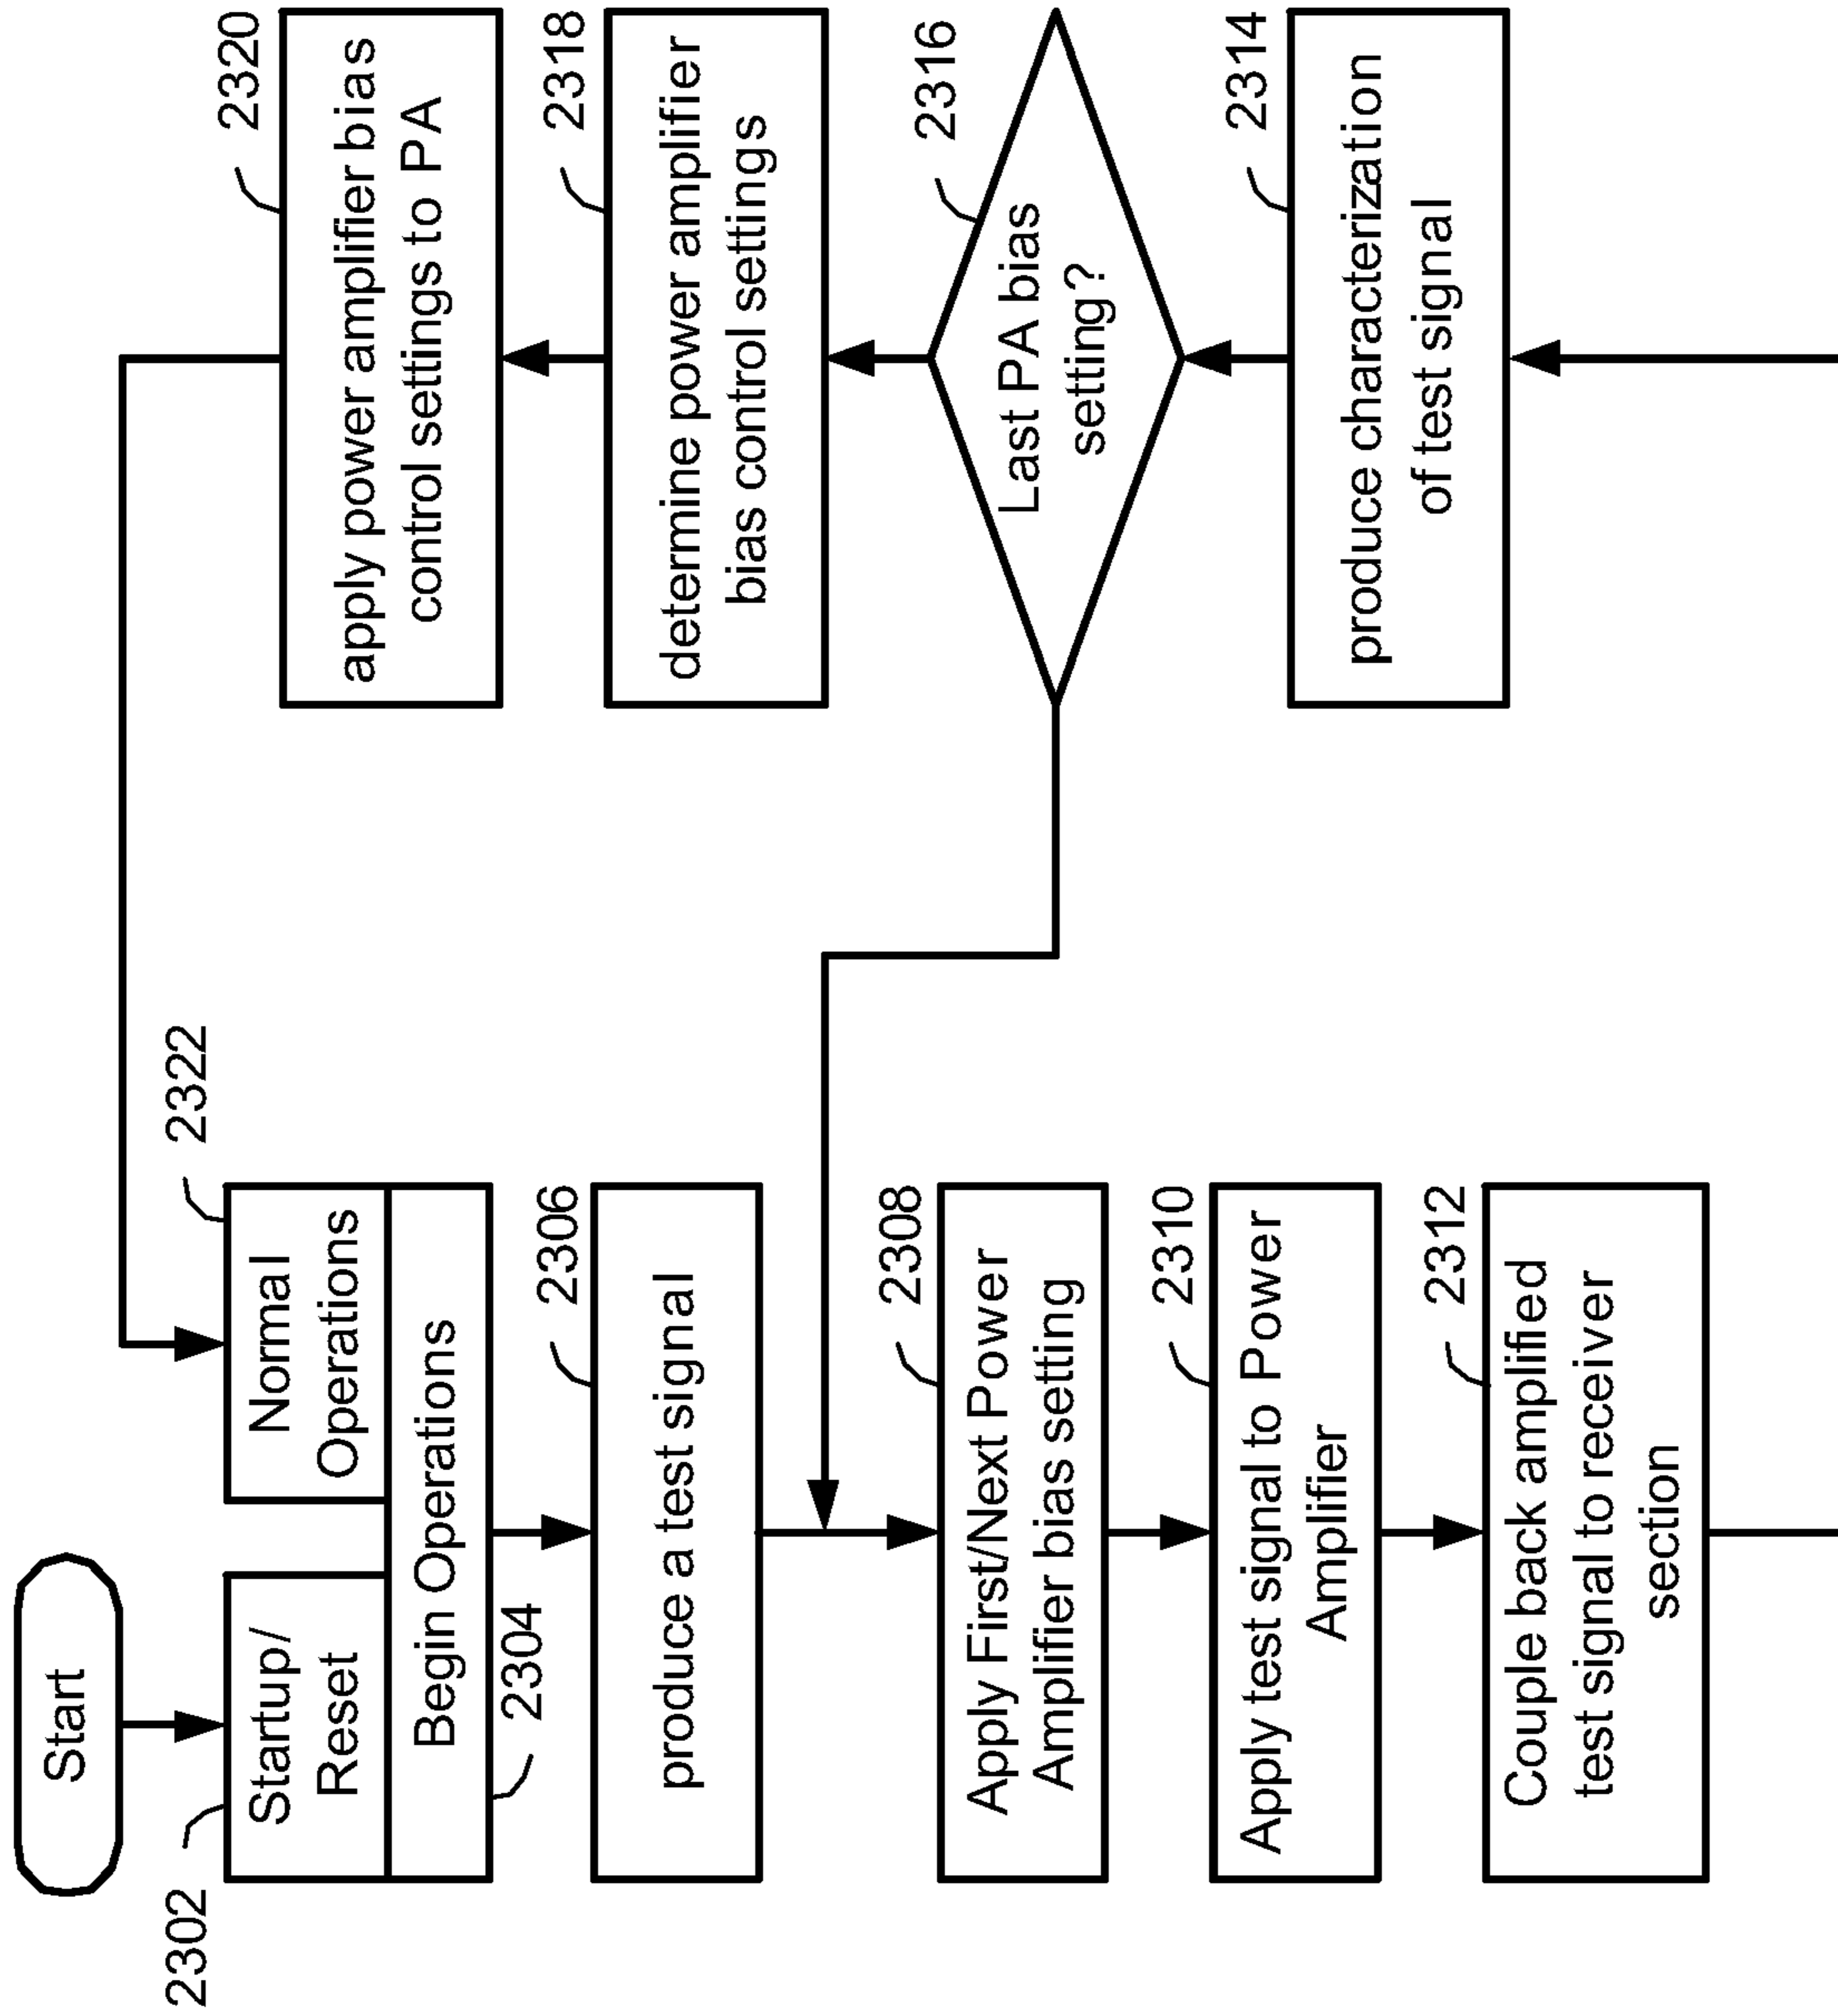 Start
2302
Startup/
Reset
2322
Normal
Operations
Begin Operations
2304
2306
produce a test signal
2308
Apply First/Next Power
Amplifier bias setting
2310
Apply test signal to Power
Amplifier
2312
Couple back amplified
test signal to receiver
section
2314
produce characterization
of test signal
2316
Last PA bias
setting?
2318
determine power amplifier
bias control settings
2320
apply power amplifier bias
control settings to PA